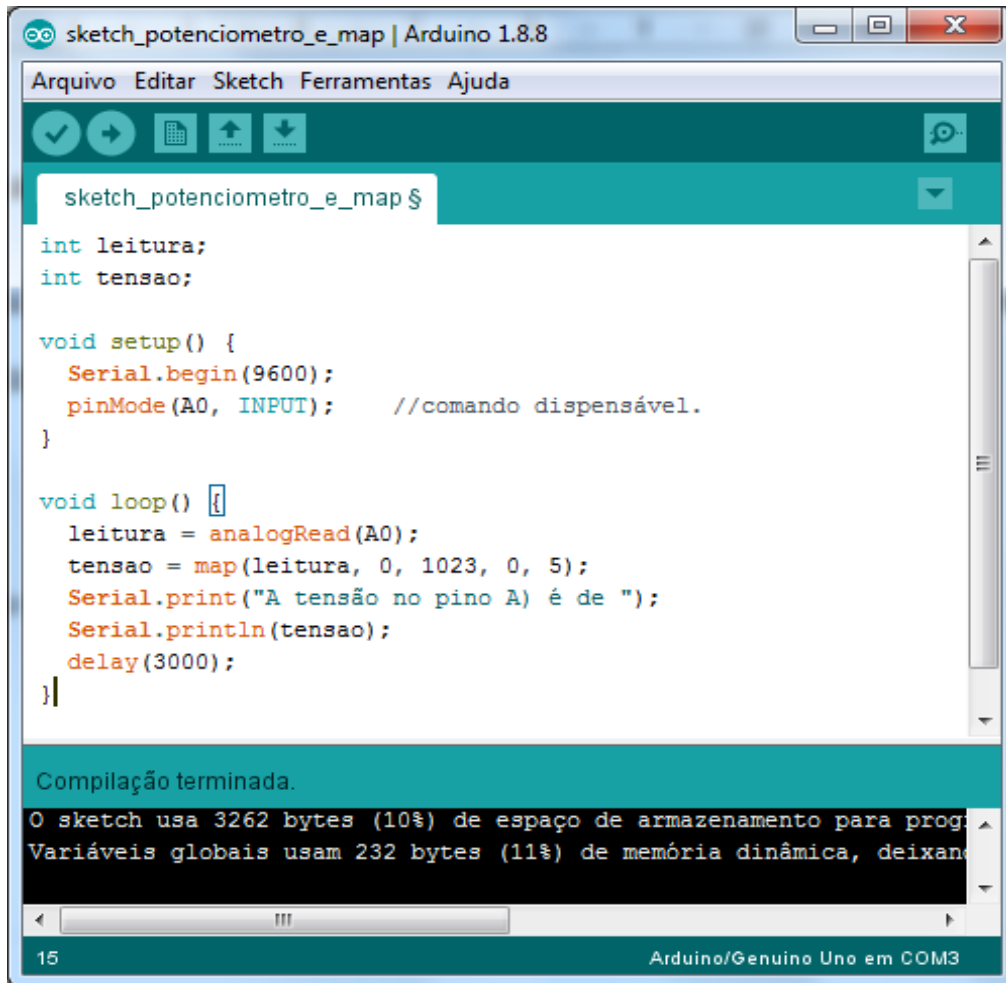 sketch_potenciometro_e_map | Arduino 1.8.8
Arquivo Editar Sketch Ferramentas Ajuda
sketch_potenciometro_e_map §
int leitura;
int tensao;
void setup() {
Serial.begin(9600);
pinMode(A0, INPUT); //comando dispensável.
}
void loop() {
leitura = analogRead(A0);
tensao = map(leitura, 0, 1023, 0, 5);
Serial.print("A tensão no pino A) é de ");
Serial.println(tensao);
delay(3000);
}
Compilação terminada.
O sketch usa 3262 bytes (10%) de espaço de armazenamento para
Variáveis globais usam 232 bytes (11%) de memória dinâmica,
15 Arduino/Genuino Uno em COM3